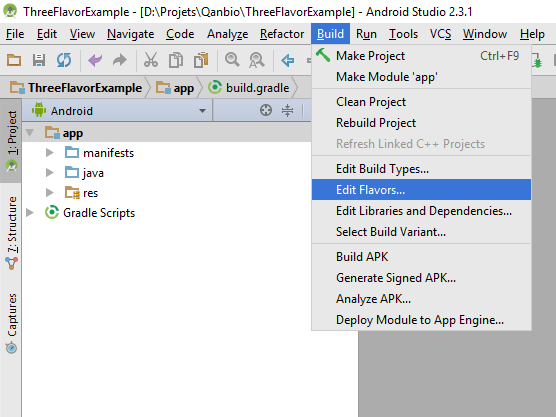 ThreeFlavorExample - [D:\Projets\Qanbio\ThreeFlavorExample] - Android Studio 2.3.1
File Edit View Navigate Code Analyze Refactor Build Run Tools VCS Window Help
ThreeFlavorExample app build.gradle
Android
1: Project
7: Structure
Captures
app
manifests
java
res
Gradle Scripts
Make Project Ctrl+F9
Make Module 'app'
Clean Project
Rebuild Project
Refresh Linked C++ Projects
Edit Build Types...
Edit Flavors...
Edit Libraries and Dependencies...
Select Build Variant...
Build APK
Generate Signed APK...
Analyze APK...
Deploy Module to App Engine...